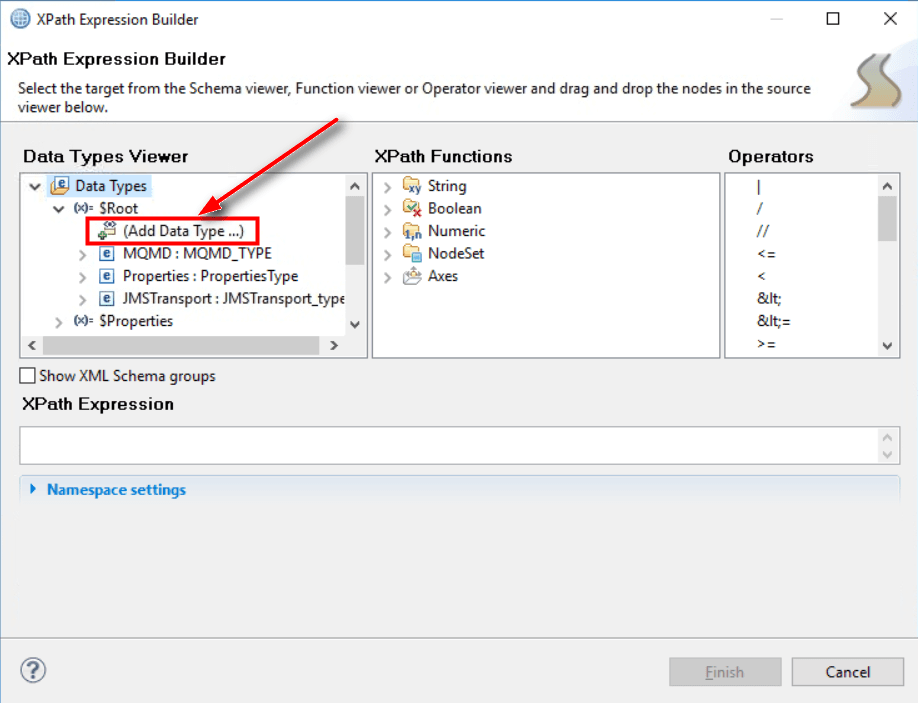 XPath Expression Builder
XPath Expression Builder
Select the target from the Schema viewer, Function viewer or Operator viewer and drag and drop the nodes in the source
viewer below.
Data Types Viewer
Data Types
(x)= $Root
(Add Data Type ...)
MQMD : MQMD_TYPE
Properties : PropertiesType
JMSTransport : JMSTransport_type
(x)= $Properties
XPath Functions
String
Boolean
Numeric
NodeSet
Axes
Operators
|
/
//
<=
<
&lt;
&lt;=
>=
Show XML Schema groups
XPath Expression
Namespace settings
Finish
Cancel